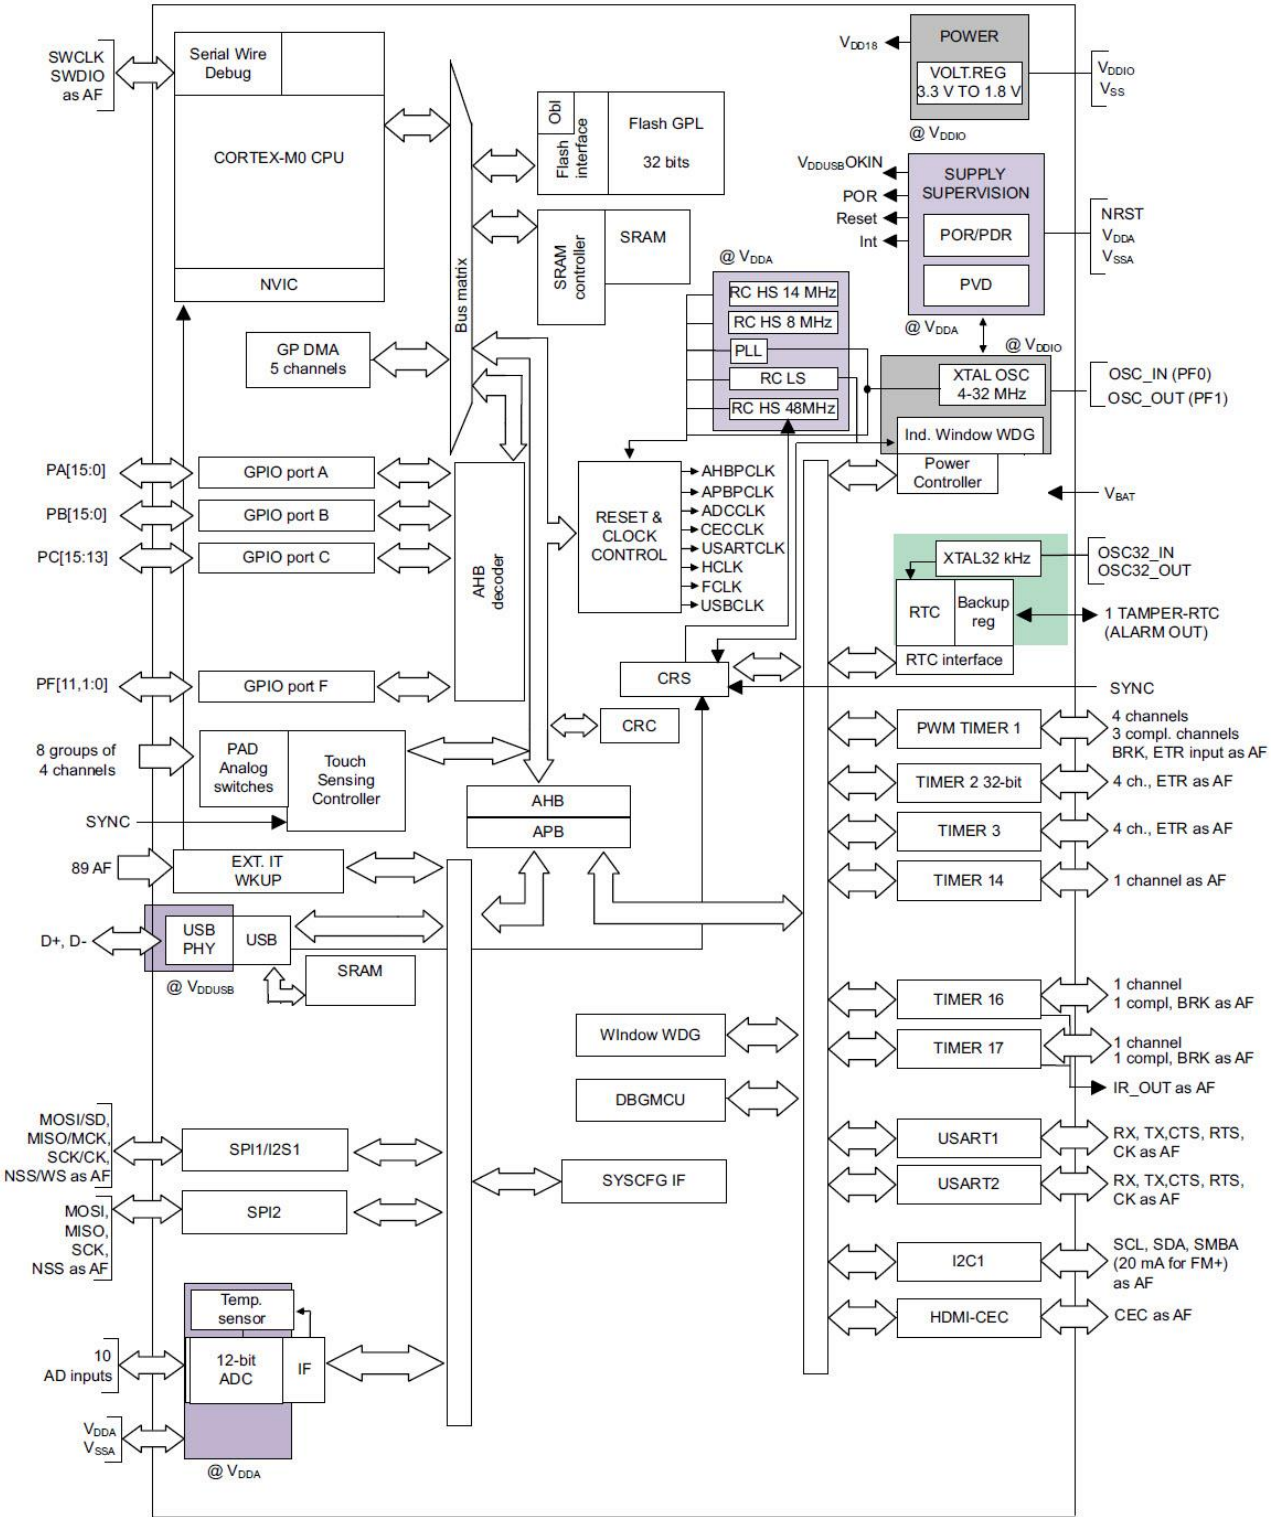 SWCLK
SWDIO
as AF
Serial Wire
Debug
CORTEX-M0 CPU
NVIC
Bus matrix
Obl
Flash
interface
Flash GPL
32 bits
SRAM
controller
SRAM
GP DMA
5 channels
VDD18
POWER
VOLT.REG
3.3 V TO 1.8 V
@ VDDIO
VDDIO
VSS
VDDUSBOKIN
POR
Reset
Int
SUPPLY
SUPERVISION
POR/PDR
PVD
@ VDDA
NRST
VDDA
VSSA
@ VDDA
RC HS 14 MHz
RC HS 8 MHz
PLL
RC LS
RC HS 48MHz
@ VDDIO
XTAL OSC
4-32 MHz
Ind. Window WDG
Power
Controller
OSC_IN (PF0)
OSC_OUT (PF1)
VBAT
PA[15:0]
GPIO port A
PB[15:0]
GPIO port B
PC[15:13]
GPIO port C
PF[11,1:0]
GPIO port F
AHB
decoder
RESET &
CLOCK
CONTROL
AHBPCLK
APBPCLK
ADCCLK
CECCLK
USARTCLK
HCLK
FCLK
USBCLK
XTAL32 kHz
RTC
Backup
reg
RTC interface
OSC32_IN
OSC32_OUT
1 TAMPER-RTC
(ALARM OUT)
CRS
SYNC
CRC
8 groups of
4 channels
PAD
Analog
switches
Touch
Sensing
Controller
SYNC
AHB
APB
89 AF
EXT. IT
WKUP
D+, D-
USB
PHY
USB
@ VDDUSB
SRAM
PWM TIMER 1
4 channels
3 compl. channels
BRK, ETR input as AF
TIMER 2 32-bit
4 ch., ETR as AF
TIMER 3
4 ch., ETR as AF
TIMER 14
1 channel as AF
TIMER 16
1 channel
1 compl, BRK as AF
TIMER 17
1 channel
1 compl, BRK as AF
IR_OUT as AF
WIndow WDG
DBGMCU
SYSCFG IF
MOSI/SD,
MISO/MCK,
SCK/CK,
NSS/WS as AF
SPI1/I2S1
MOSI,
MISO,
SCK,
NSS as AF
SPI2
USART1
RX, TX,CTS, RTS,
CK as AF
USART2
RX, TX,CTS, RTS,
CK as AF
I2C1
SCL, SDA, SMBA
(20 mA for FM+)
as AF
HDMI-CEC
CEC as AF
Temp.
sensor
10
AD inputs
12-bit
ADC
IF
VDDA
VSSA
@ VDDA